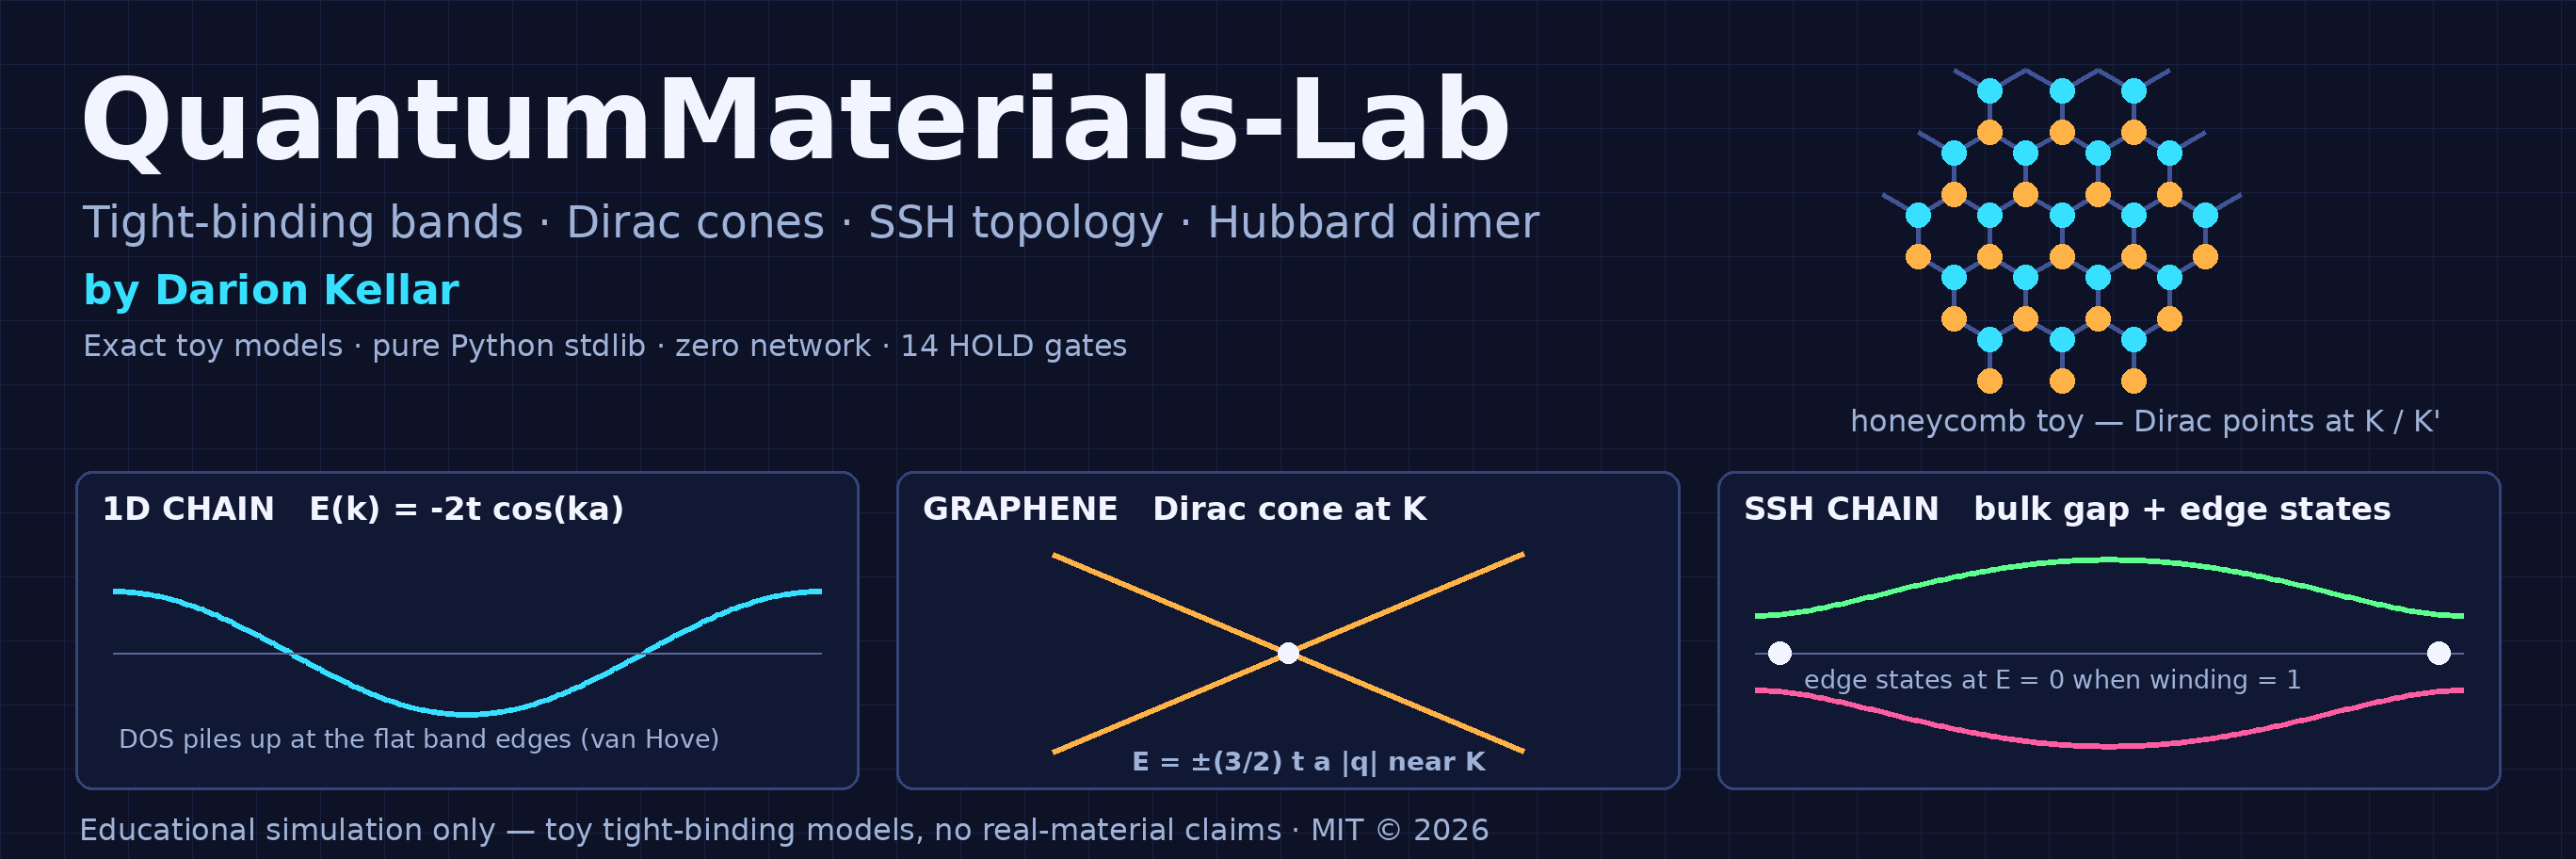 QuantumMaterials-Lab
Tight-binding bands · Dirac cones · SSH topology · Hubbard dimer
by Darion Kellar
Exact toy models · pure Python stdlib · zero network · 14 HOLD gates
honeycomb toy — Dirac points at K / K'
1D CHAIN E(k) = -2t cos(ka)
DOS piles up at the flat band edges (van Hove)
GRAPHENE Dirac cone at K
E = ±(3/2) t a |q| near K
SSH CHAIN bulk gap + edge states
edge states at E = 0 when winding = 1
Educational simulation only — toy tight-binding models, no real-material claims · MIT © 2026